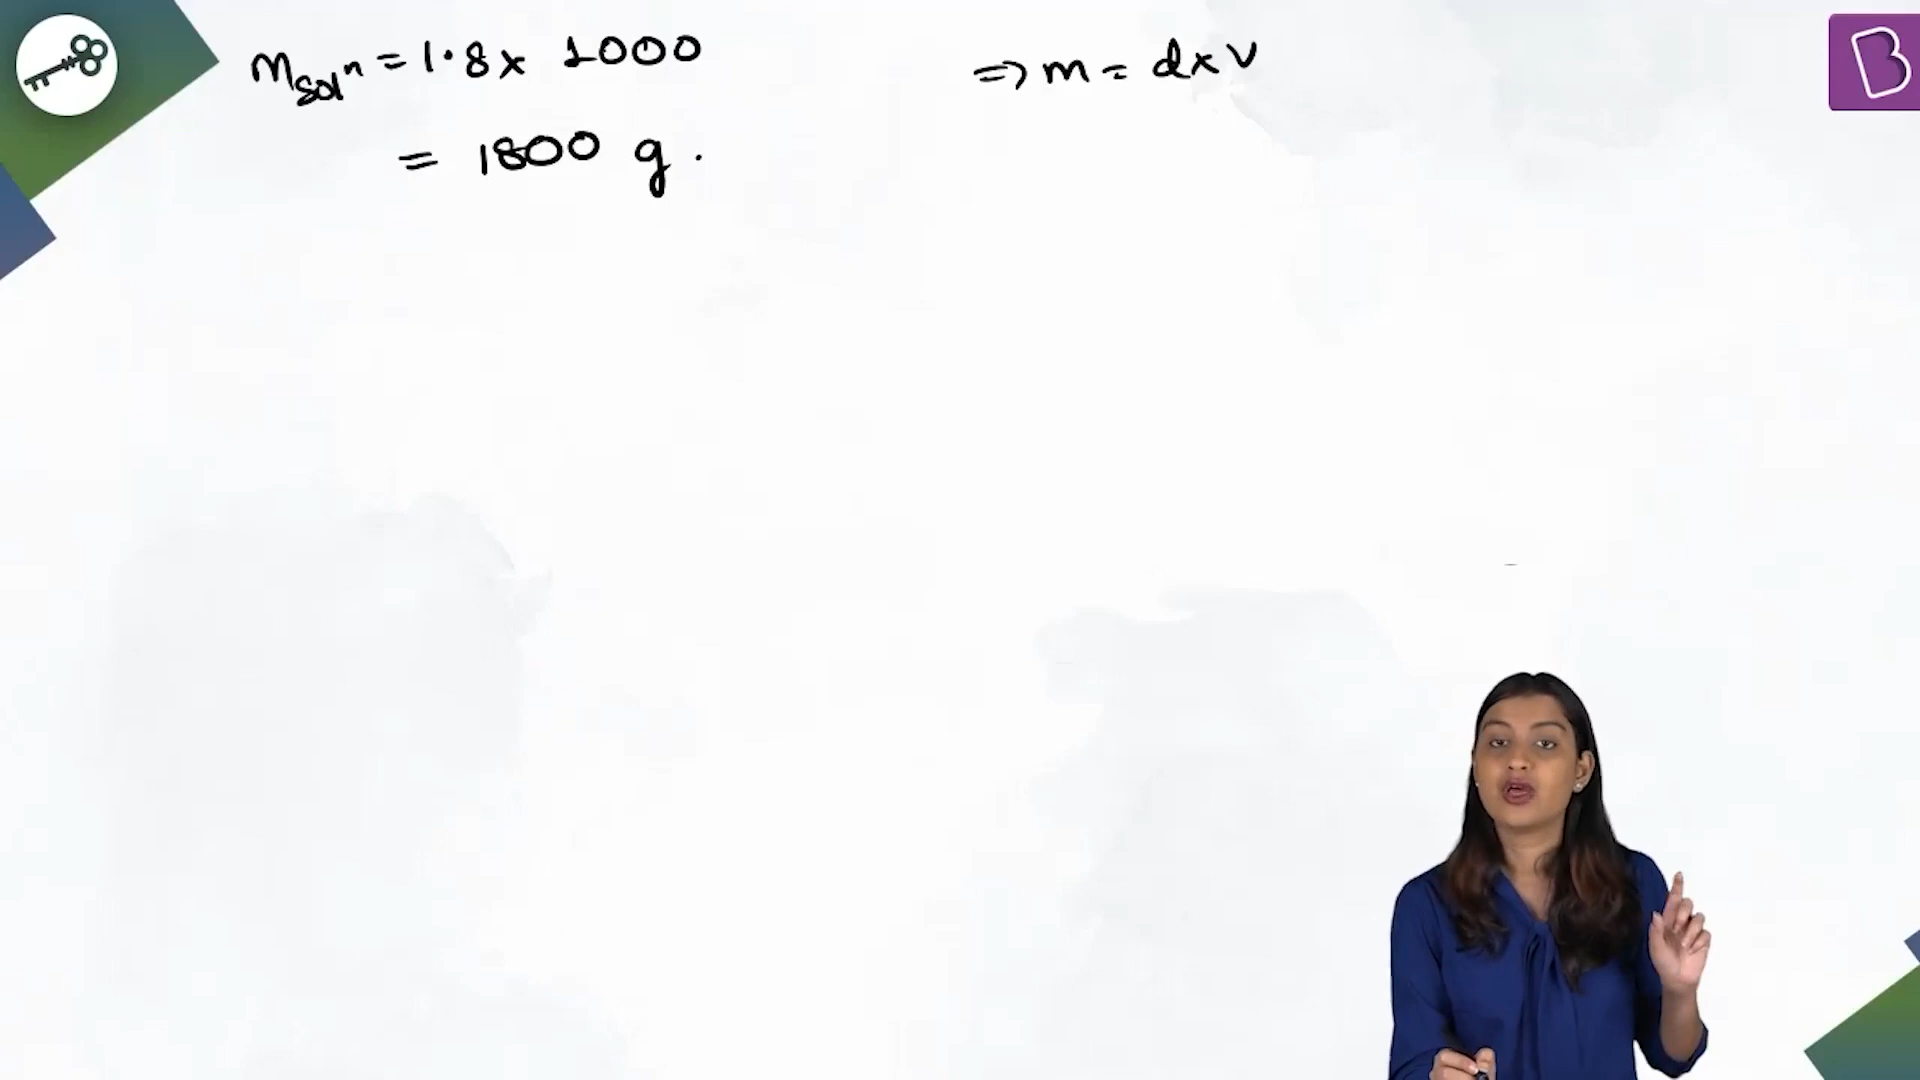 m_solⁿ = 1.8 x 1000
= 1800 g.
=> m = d x V
B